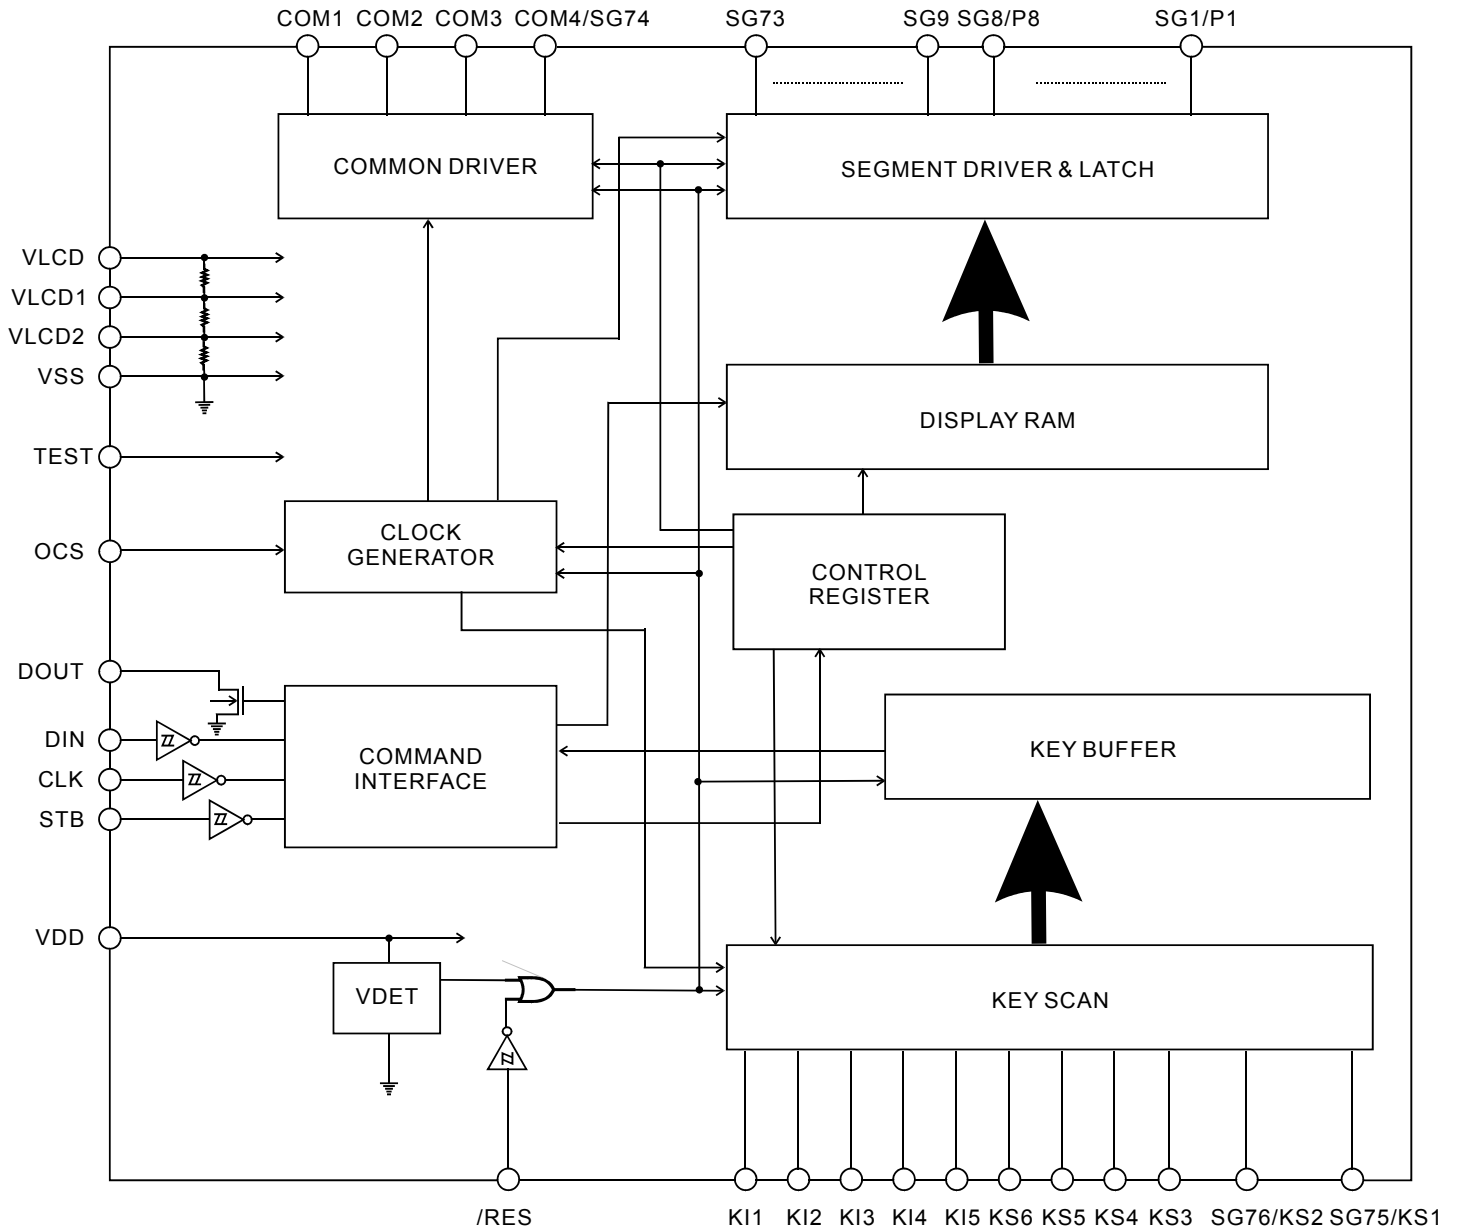 COM1 COM2 COM3 COM4/SG74 SG73 SG9 SG8/P8 SG1/P1
COMMON DRIVER
SEGMENT DRIVER & LATCH
VLCD
VLCD1
VLCD2
VSS
DISPLAY RAM
TEST
CLOCK
GENERATOR
OCS
CONTROL
REGISTER
DOUT
DIN
CLK
STB
COMMAND
INTERFACE
KEY BUFFER
VDD
VDET
KEY SCAN
/RES KI1 KI2 KI3 KI4 KI5 KS6 KS5 KS4 KS3 SG76/KS2 SG75/KS1